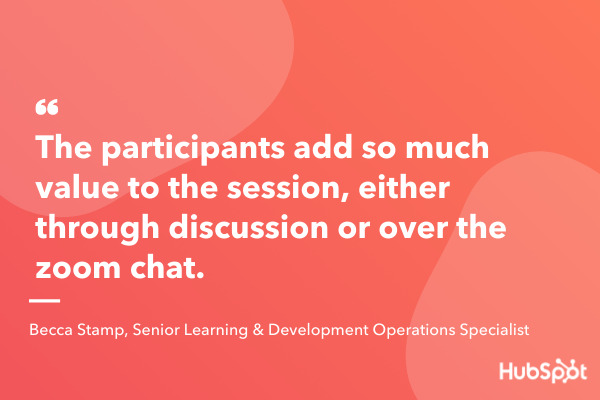 “
The participants add so much
value to the session, either
through discussion or over the
zoom chat.
Becca Stamp, Senior Learning & Development Operations Specialist
HubSpot